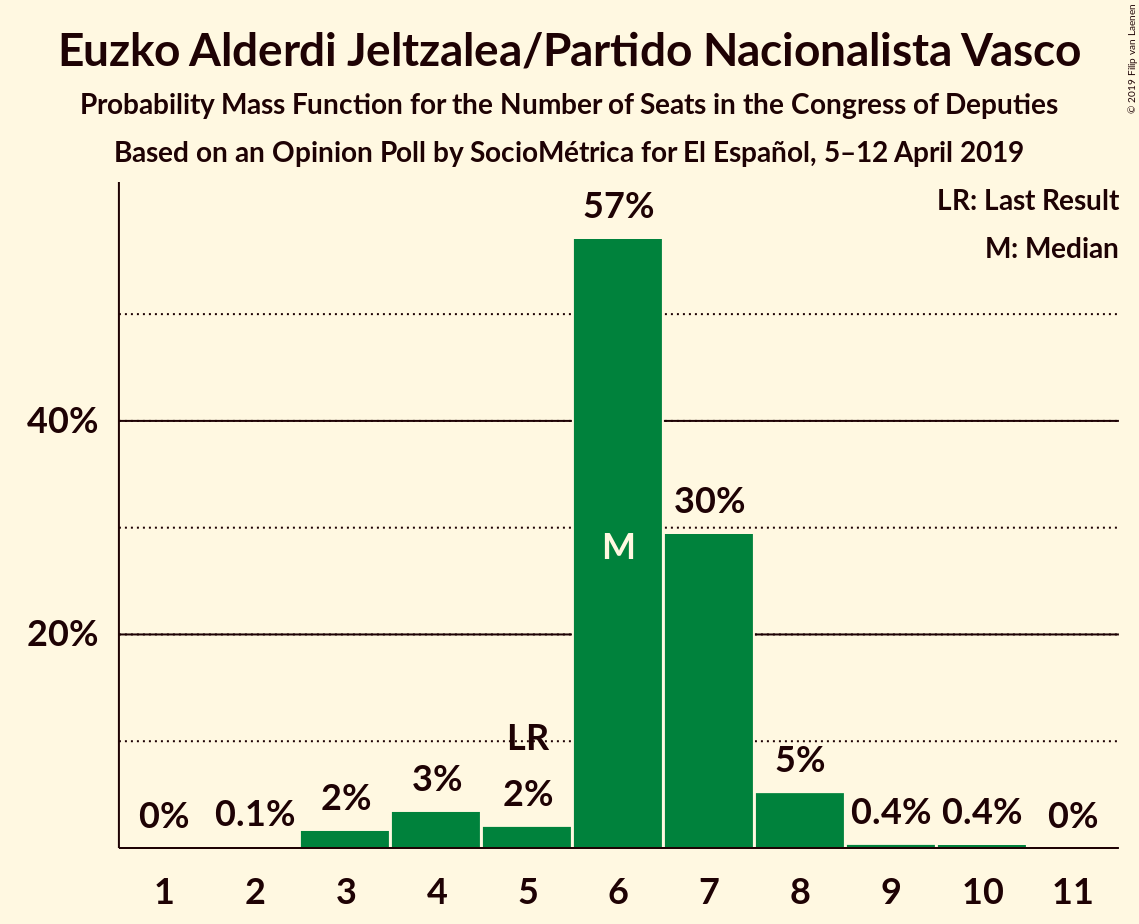 Euzko Alderdi Jeltzalea/Partido Nacionalista Vasco
Probability Mass Function for the Number of Seats in the Congress of Deputies
Based on an Opinion Poll by SocioMétrica for El Español, 5–12 April 2019
© 2019 Filip van Laenen
LR: Last Result
M: Median
57%
40%
30%
M
20%
LR
0%
0.1%
2%
3%
2%
5%
0.4%
0.4%
0%
1 2 3 4 5 6 7 8 9 10 11